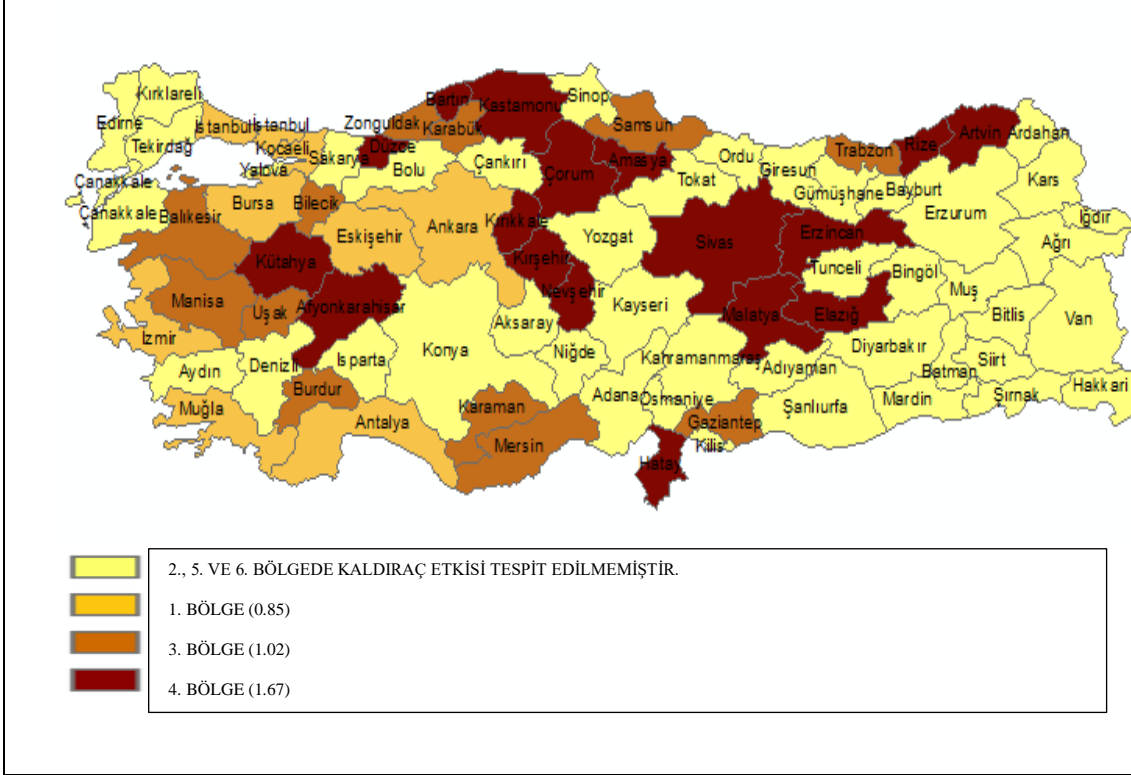 Kırklareli
Edirne
Tekirdağ
İstanbul
İstanbul
Kocaeli
Yalova
Sakarya
Düzce
Zonguldak
Bartın
Karabük
Kastamonu
Sinop
Samsun
Bolu
Çankırı
Çorum
Amasya
Tokat
Ordu
Giresun
Gümüşhane
Trabzon
Bayburt
Rize
Artvin
Ardahan
Kars
Iğdır
Ağrı
Erzurum
Çanakkale
Çanakkale
Balıkesir
Bursa
Bilecik
Eskişehir
Ankara
Kırıkkale
Kırşehir
Yozgat
Sivas
Erzincan
Tunceli
Bingöl
Muş
Bitlis
Van
Kütahya
Manisa
Uşak
Afyonkarahisar
İzmir
Aydın
Denizli
Isparta
Konya
Aksaray
Nevşehir
Kayseri
Niğde
Malatya
Elazığ
Diyarbakır
Batman
Siirt
Şırnak
Hakkari
Mardin
Şanlıurfa
Adıyaman
Kahramanmaraş
Adana
Osmaniye
Gaziantep
Kilis
Hatay
Muğla
Burdur
Antalya
Karaman
Mersin
2., 5. VE 6. BÖLGEDE KALDIRAÇ ETKİSİ TESPİT EDİLMEMİŞTİR.
1. BÖLGE (0.85)
3. BÖLGE (1.02)
4. BÖLGE (1.67)